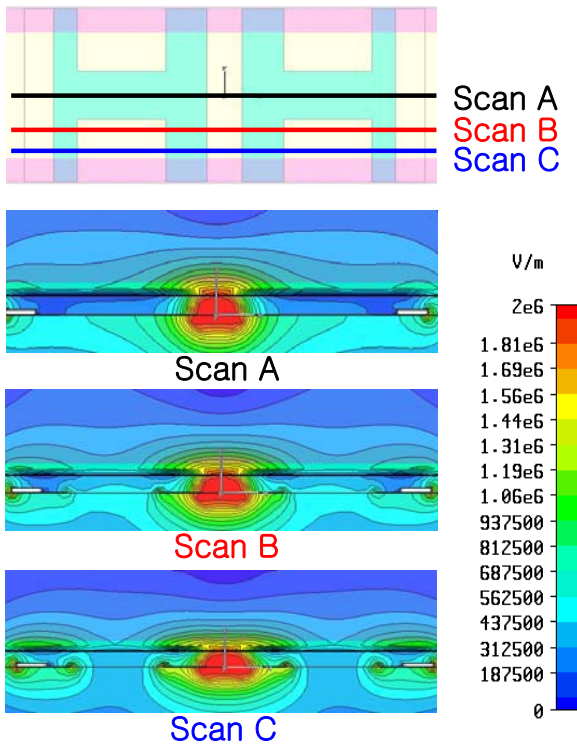 Scan A
Scan B
Scan C
Scan A
Scan B
Scan C
V/m
2e6
1.81e6
1.69e6
1.56e6
1.44e6
1.31e6
1.19e6
1.06e6
937500
812500
687500
562500
437500
312500
187500
0